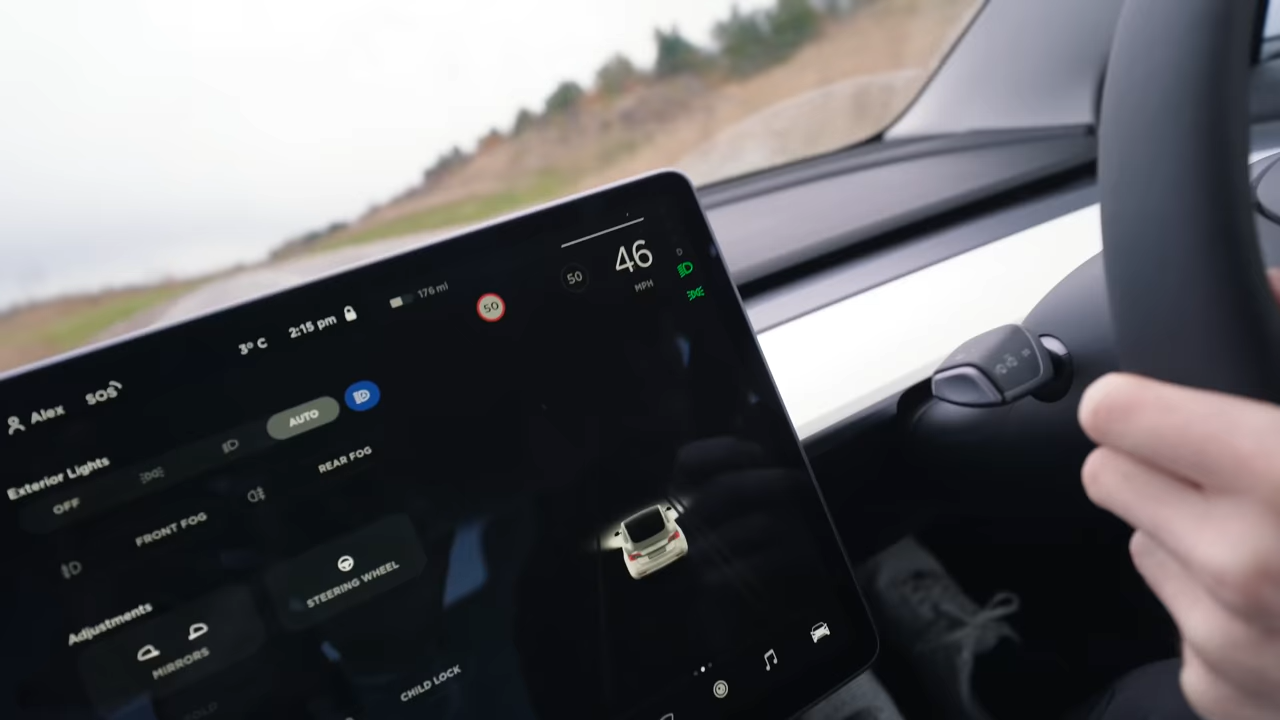 46
MPH
50
D
50
176 mi
2:15 pm
3° C
SOS
Alex
Exterior Lights
OFF
AUTO
FRONT FOG
REAR FOG
Adjustments
MIRRORS
STEERING WHEEL
CHILD LOCK